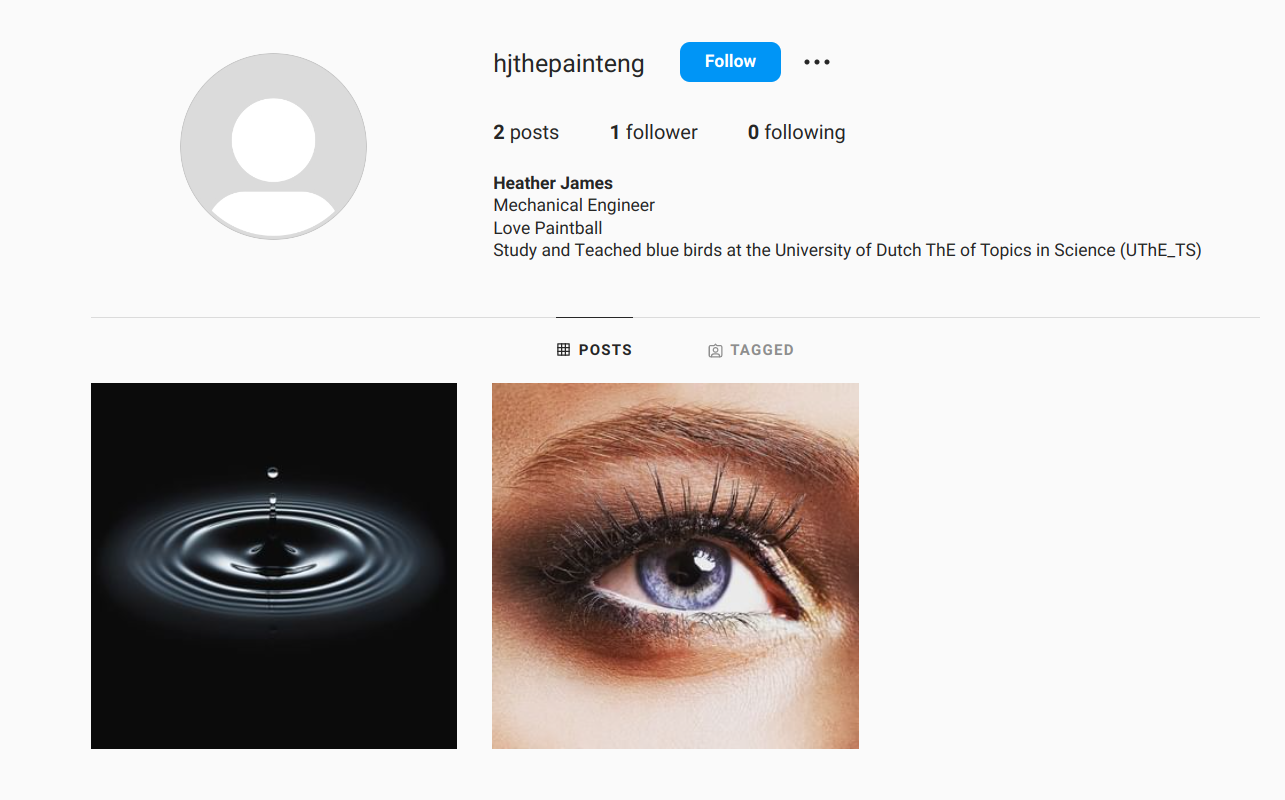 hjthepainteng Follow
2 posts 1 follower 0 following
Heather James
Mechanical Engineer
Love Paintball
Study and Teached blue birds at the University of Dutch ThE of Topics in Science (UThE_TS)
POSTS TAGGED